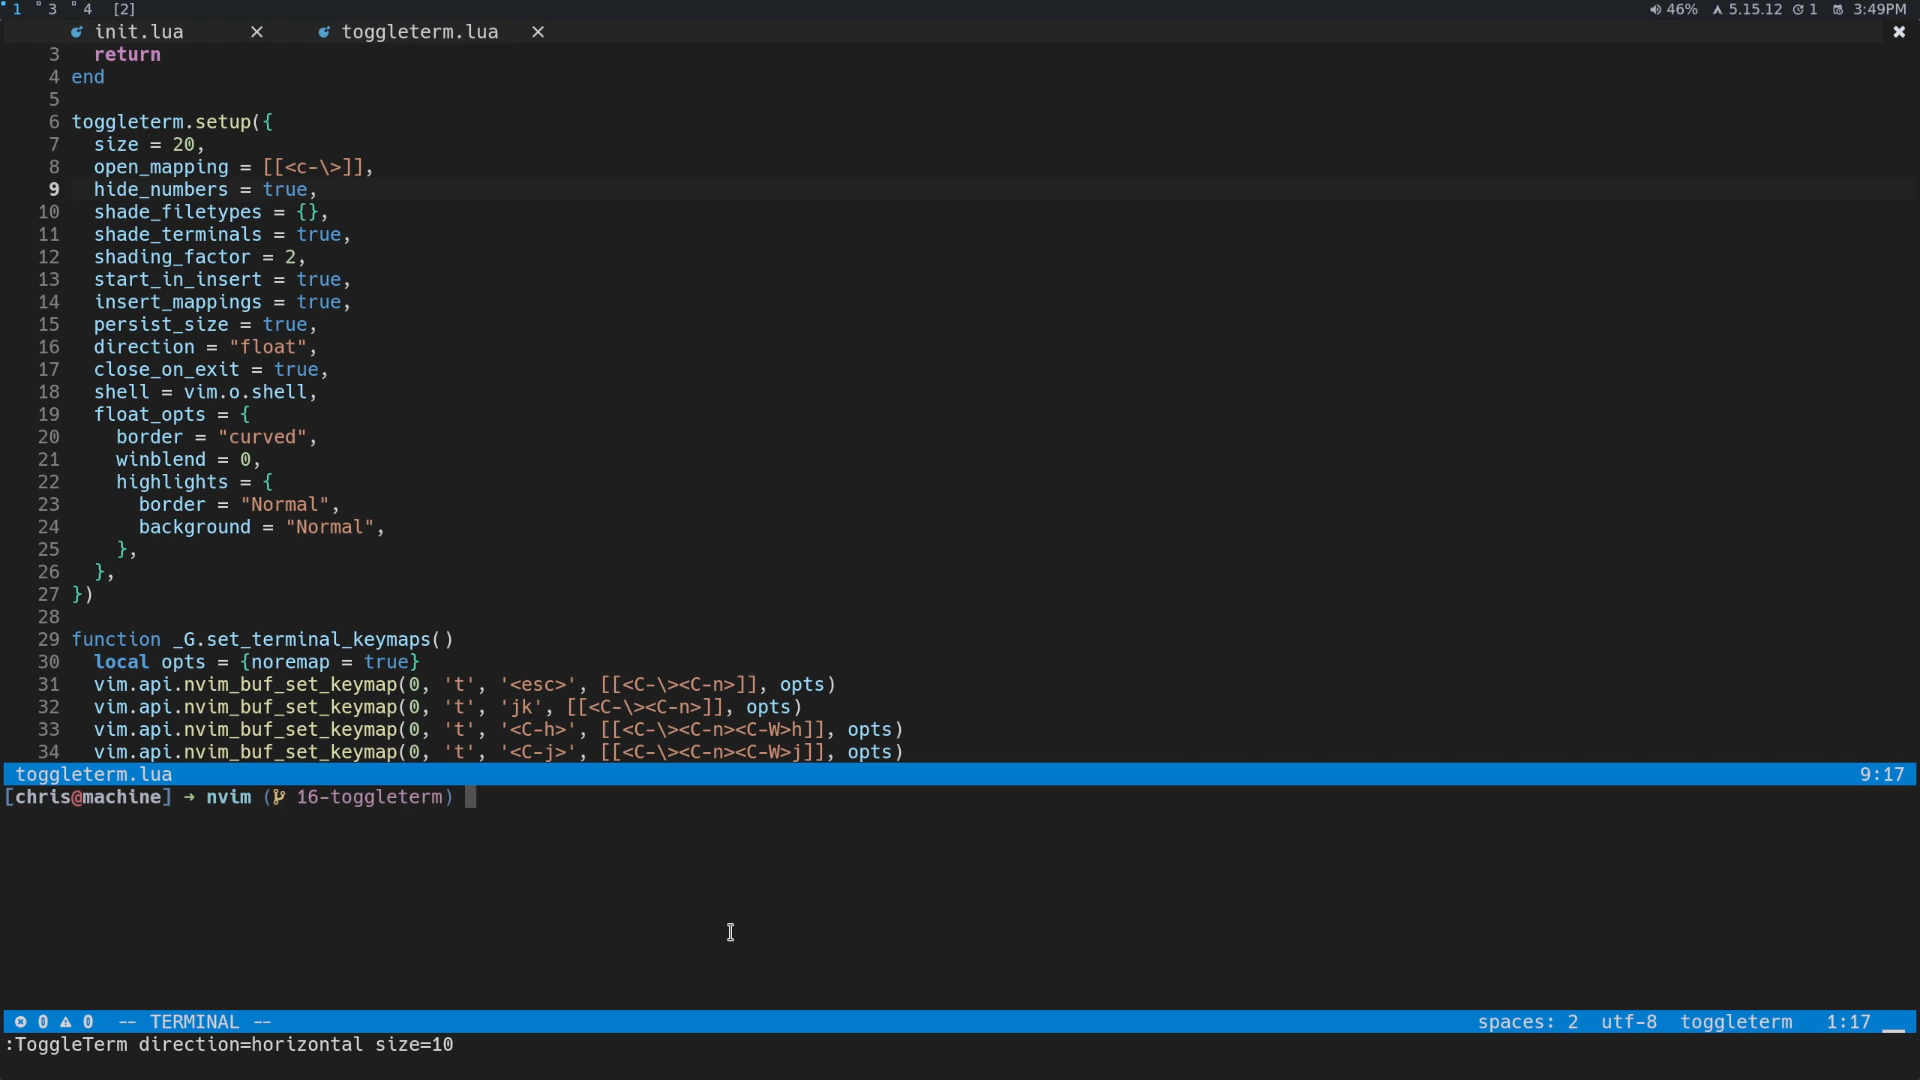 1 3 4 [2] 46% 5.15.12 1 3:49PM
init.lua toggleterm.lua
3 return
4 end
5
6 toggleterm.setup({
7 size = 20,
8 open_mapping = [[<c-\>]],
9 hide_numbers = true,
10 shade_filetypes = {},
11 shade_terminals = true,
12 shading_factor = 2,
13 start_in_insert = true,
14 insert_mappings = true,
15 persist_size = true,
16 direction = "float",
17 close_on_exit = true,
18 shell = vim.o.shell,
19 float_opts = {
20 border = "curved",
21 winblend = 0,
22 highlights = {
23 border = "Normal",
24 background = "Normal",
25 },
26 },
27 })
28
29 function _G.set_terminal_keymaps()
30 local opts = {noremap = true}
31 vim.api.nvim_buf_set_keymap(0, 't', '<esc>', [[<C-\><C-n>]], opts)
32 vim.api.nvim_buf_set_keymap(0, 't', 'jk', [[<C-\><C-n>]], opts)
33 vim.api.nvim_buf_set_keymap(0, 't', '<C-h>', [[<C-\><C-n><C-W>h]], opts)
34 vim.api.nvim_buf_set_keymap(0, 't', '<C-j>', [[<C-\><C-n><C-W>j]], opts)
toggleterm.lua 9:17
[chris@machine] → nvim ( 16-toggleterm)
0 0 -- TERMINAL -- spaces: 2 utf-8 toggleterm 1:17
:ToggleTerm direction=horizontal size=10